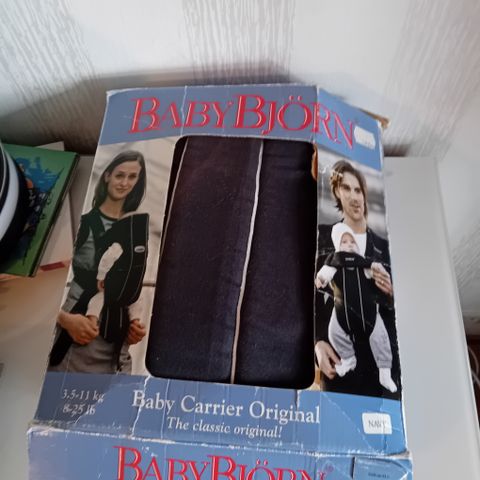 BABYBJÖRN
3.5-11 kg
8-25 lb
Baby Carrier Original
The classic original!
NAVY
BABYBJÖRN